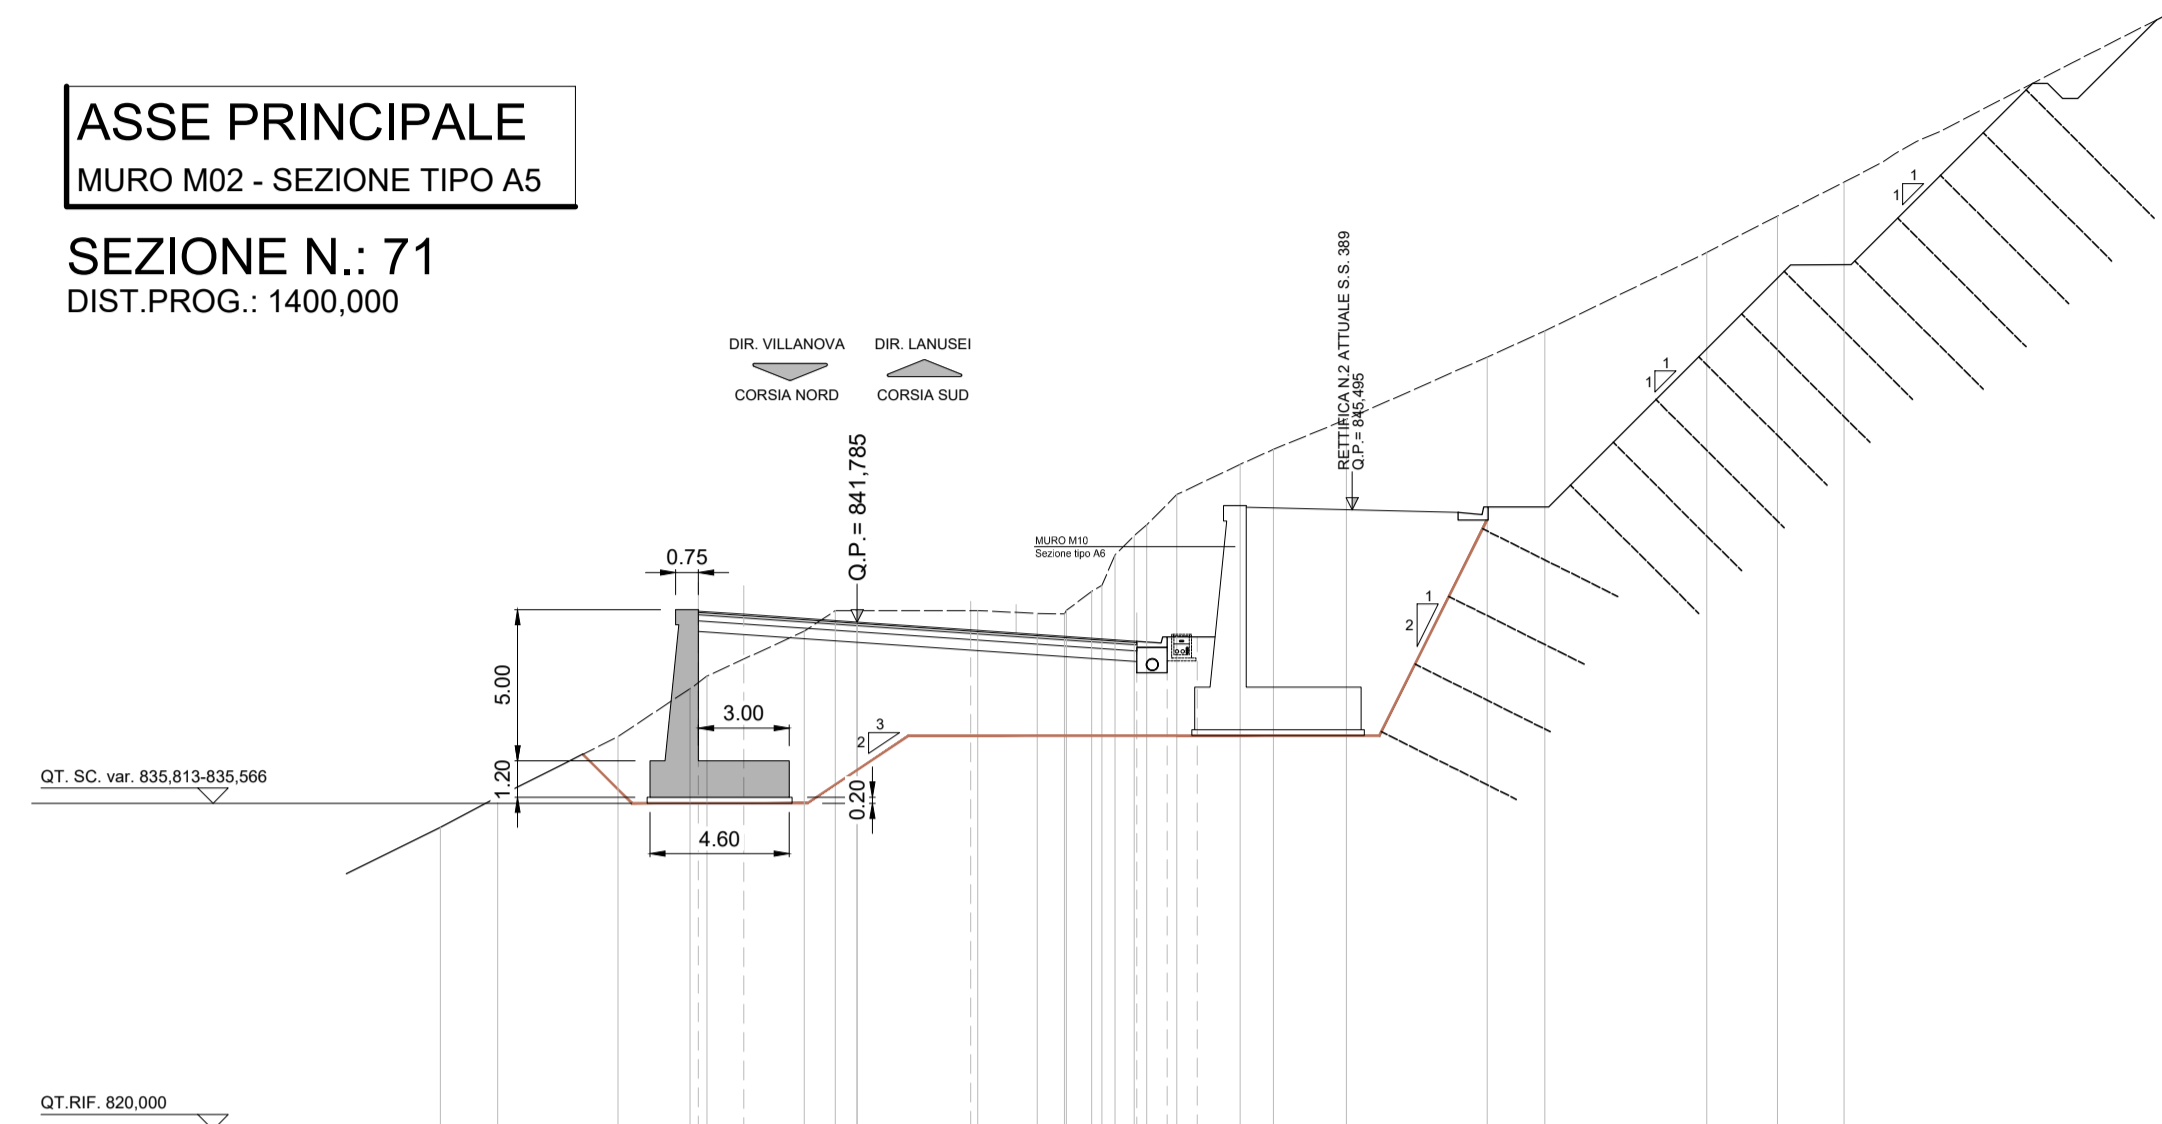 ASSE PRINCIPALE
MURO M02 - SEZIONE TIPO A5
SEZIONE N.: 71
DIST.PROG.: 1400,000
DIR. VILLANOVA
DIR. LANUSEI
CORSIA NORD
CORSIA SUD
RETTIFICA N.2 ATTUALE S.S. 389
Q.P.= 845,495
Q.P.= 841,785
MURO M10
Sezione tipo A6
0.75
5.00
3.00
1.20
0.20
4.60
3
2
1
2
1
1
1
1
QT. SC. var. 835,813-835,566
QT.RIF. 820,000